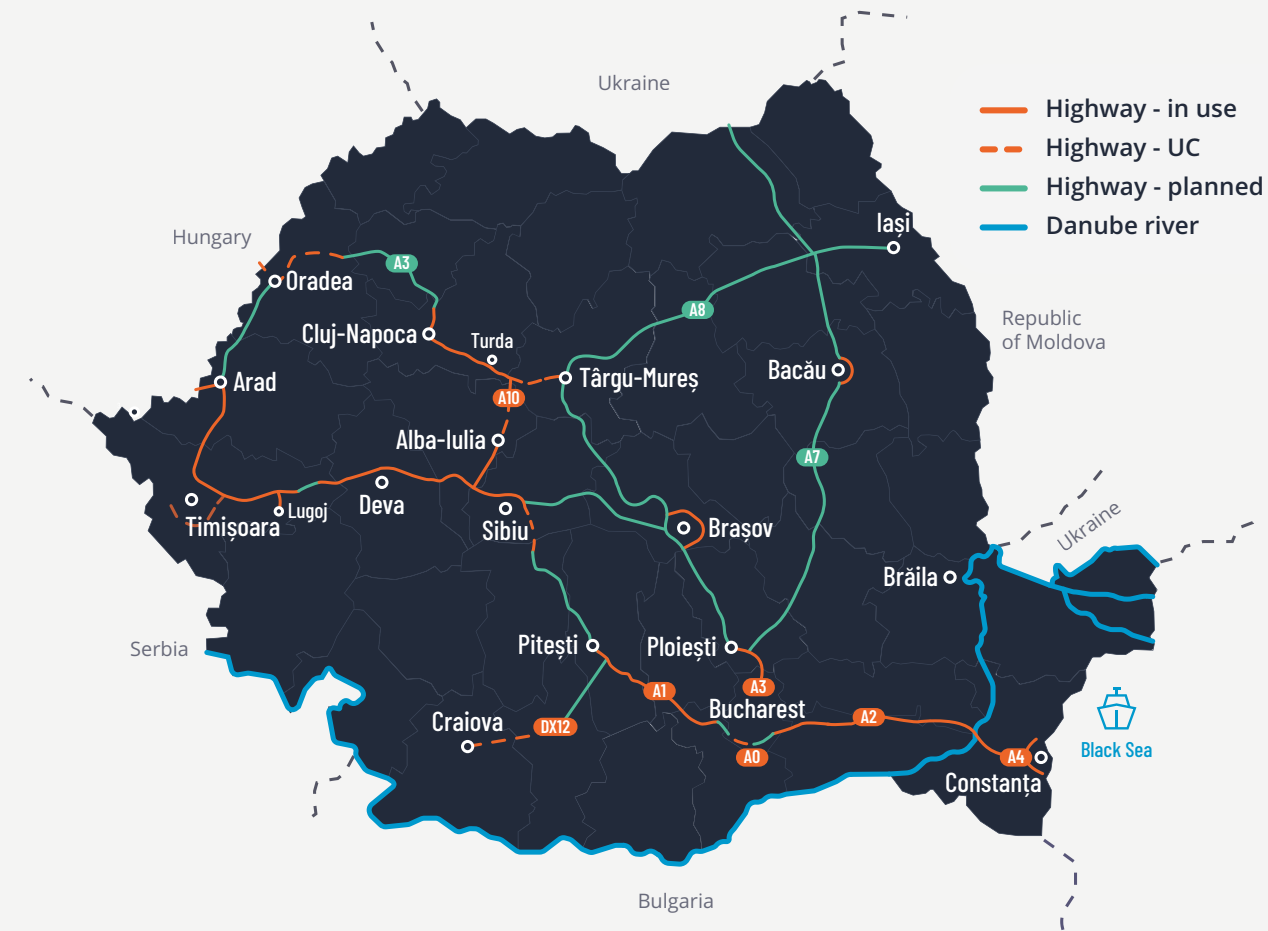 Ukraine
Highway - in use
Highway - UC
Highway - planned
Danube river
Iași
Hungary
A3
Oradea
A8
Republic
of Moldova
Cluj-Napoca
Turda
Bacău
Târgu-Mureș
Arad
A10
Alba-Iulia
A7
Deva
Lugoj
Timișoara
Sibiu
Brașov
Ukraine
Brăila
Serbia
Pitești
Ploiești
A1
A3
Bucharest
A2
Craiova
DX12
A0
A4
Black Sea
Constanța
Bulgaria